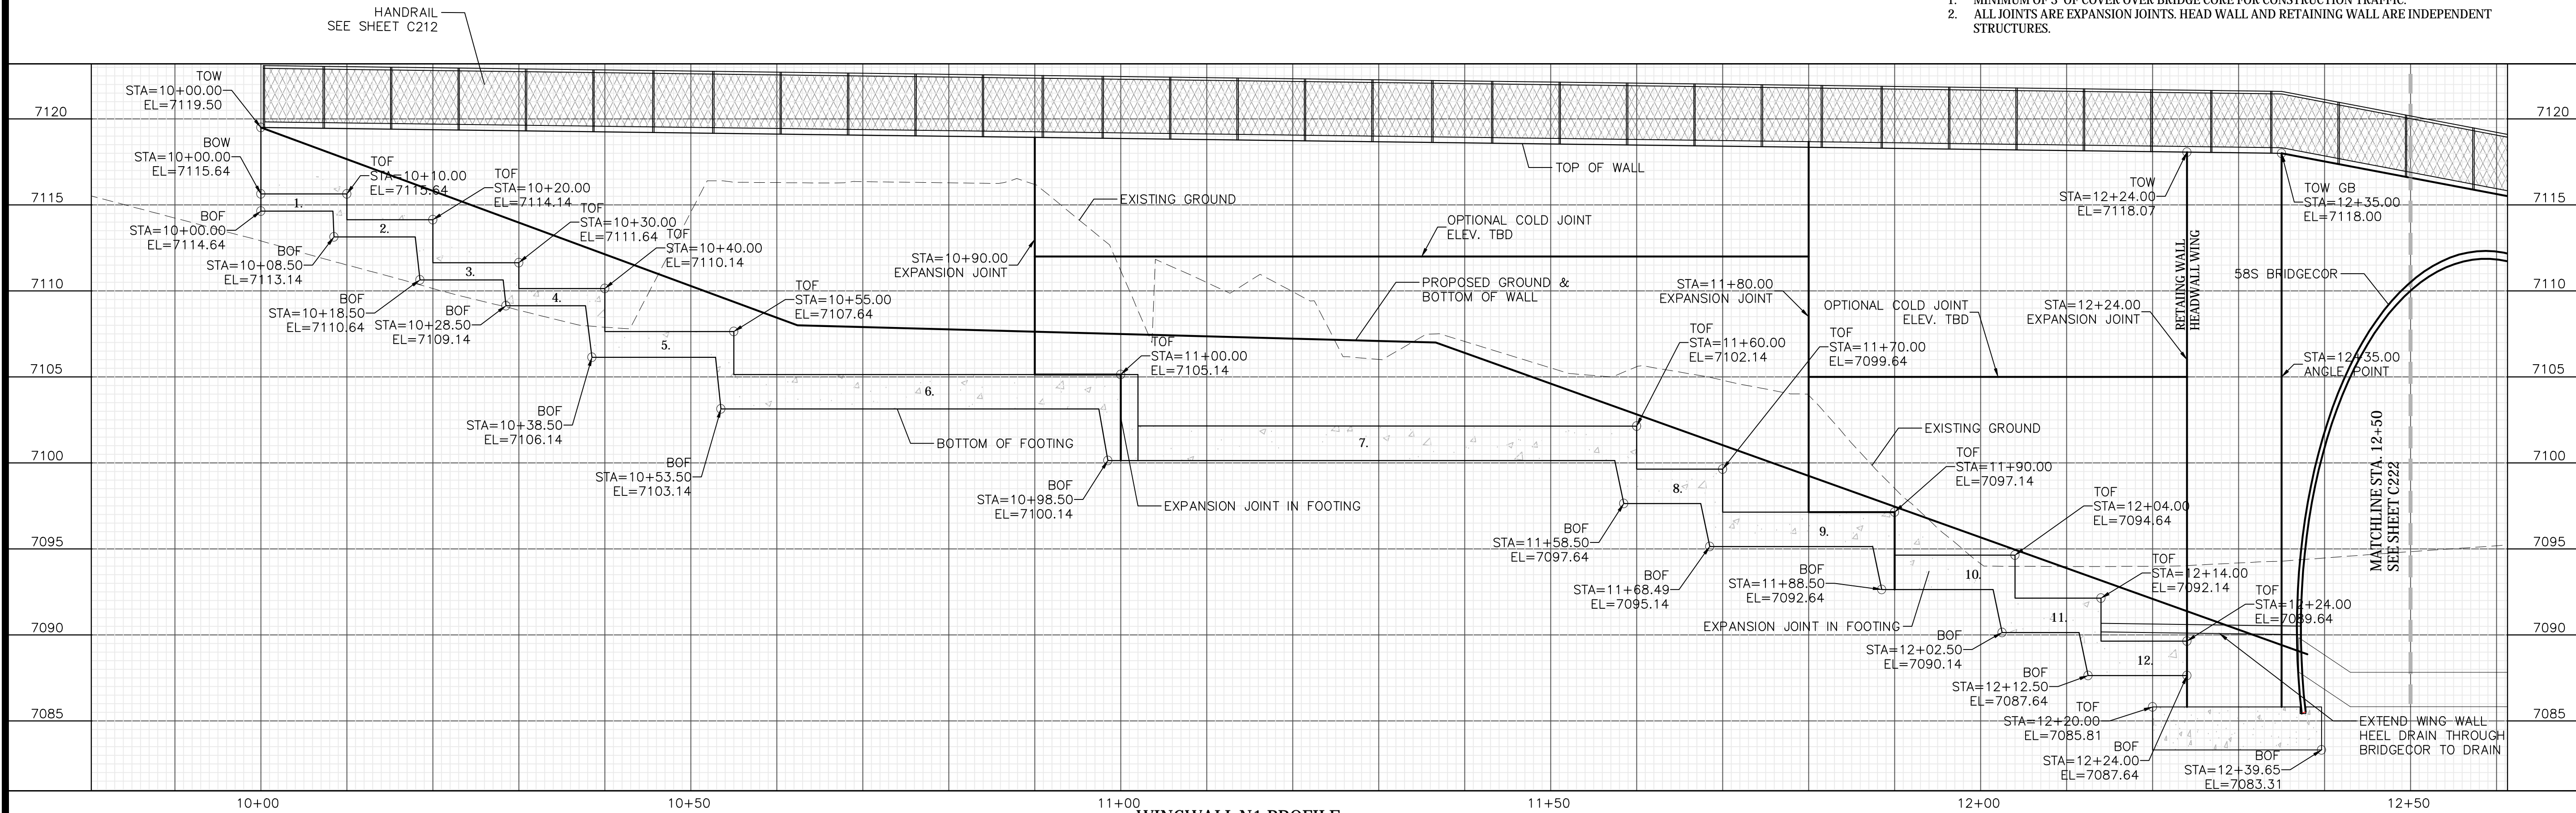 HANDRAIL
SEE SHEET C212
1. MINIMUM OF 3' OF COVER OVER BRIDGE CORE FOR CONSTRUCTION TRAFFIC.
2. ALL JOINTS ARE EXPANSION JOINTS. HEAD WALL AND RETAINING WALL ARE INDEPENDENT
STRUCTURES.
7120
7115
7110
7105
7100
7095
7090
7085
TOW
STA=10+00.00
EL=7119.50
BOW
STA=10+00.00
EL=7115.64
BOF
STA=10+00.00
EL=7114.64
TOF
STA=10+10.00
EL=7115.64
BOF
STA=10+08.50
EL=7113.14
TOF
STA=10+20.00
EL=7114.14
BOF
STA=10+18.50
EL=7110.64
TOF
STA=10+30.00
EL=7111.64
BOF
STA=10+28.50
EL=7109.14
TOF
STA=10+40.00
EL=7110.14
BOF
STA=10+38.50
EL=7106.14
TOF
STA=10+55.00
EL=7107.64
BOF
STA=10+53.50
EL=7103.14
1.
2.
3.
4.
5.
6.
7.
8.
9.
10.
11.
12.
BOTTOM OF FOOTING
STA=10+90.00
EXPANSION JOINT
EXISTING GROUND
OPTIONAL COLD JOINT
ELEV. TBD
PROPOSED GROUND &
BOTTOM OF WALL
TOP OF WALL
TOF
STA=11+00.00
EL=7105.14
BOF
STA=10+98.50
EL=7100.14
EXPANSION JOINT IN FOOTING
STA=11+80.00
EXPANSION JOINT
TOF
STA=11+60.00
EL=7102.14
BOF
STA=11+58.50
EL=7097.64
TOF
STA=11+70.00
EL=7099.64
BOF
STA=11+68.49
EL=7095.14
OPTIONAL COLD JOINT
ELEV. TBD
EXISTING GROUND
TOF
STA=11+90.00
EL=7097.14
BOF
STA=11+88.50
EL=7092.64
EXPANSION JOINT IN FOOTING
TOF
STA=12+04.00
EL=7094.64
BOF
STA=12+02.50
EL=7090.14
TOF
STA=12+14.00
EL=7092.14
BOF
STA=12+12.50
EL=7087.64
TOF
STA=12+24.00
EL=7089.64
TOF
STA=12+20.00
EL=7085.81
BOF
STA=12+24.00
EL=7087.64
BOF
STA=12+39.65
EL=7083.31
TOW
STA=12+24.00
EL=7118.07
TOW GB
STA=12+35.00
EL=7118.00
STA=12+24.00
EXPANSION JOINT
RETAIING WALL
HEADWALL WING
58S BRIDGECOR
STA=12+35.00
ANGLE POINT
MATCHLINE STA. 12+50
SEE SHEET C222
EXTEND WING WALL
HEEL DRAIN THROUGH
BRIDGECOR TO DRAIN
7120
7115
7110
7105
7100
7095
7090
7085
10+00
10+50
11+00
11+50
12+00
12+50
WINGWALL N1 PROFILE